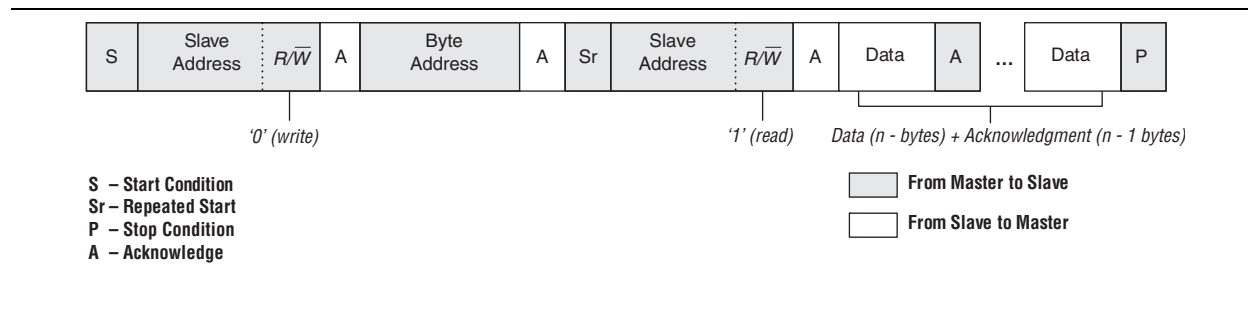 S Slave Address R/W̅ A Byte Address A Sr Slave Address R/W̅ A Data A ... Data P
‘0’ (write) ‘1’ (read) Data (n - bytes) + Acknowledgment (n - 1 bytes)
S – Start Condition
Sr – Repeated Start
P – Stop Condition
A – Acknowledge
From Master to Slave
From Slave to Master